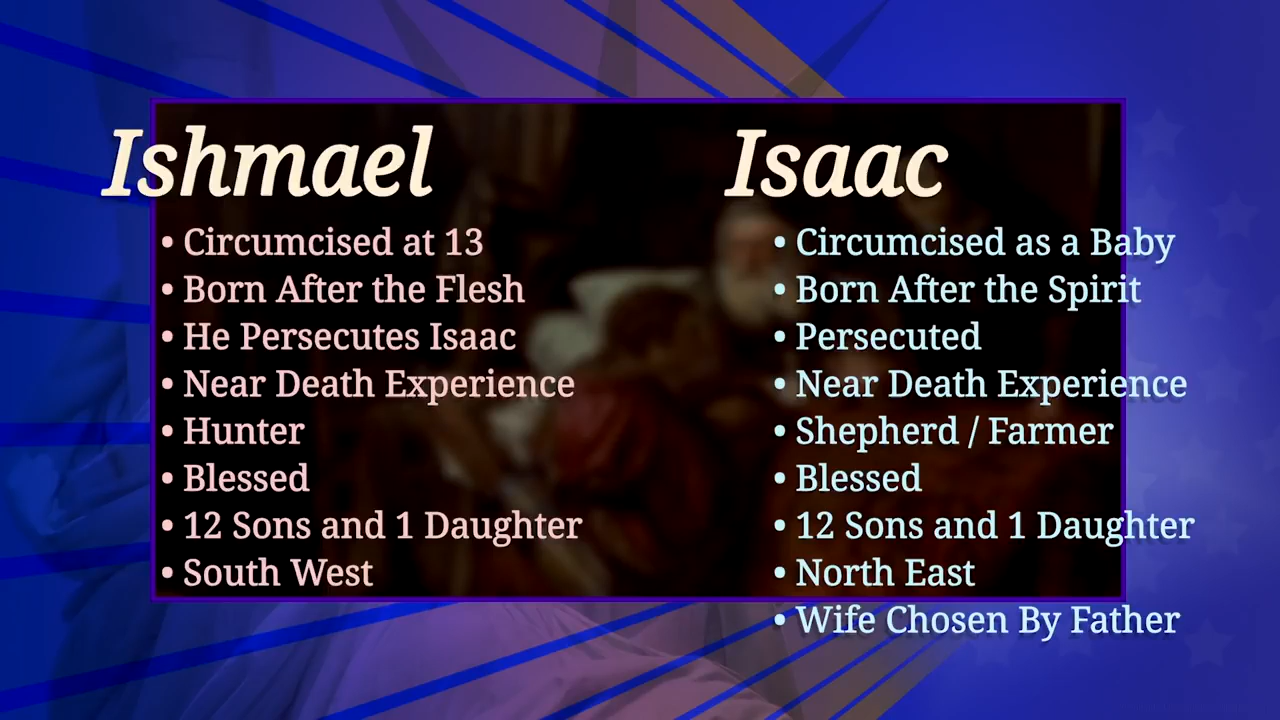 Ishmael
• Circumcised at 13
• Born After the Flesh
• He Persecutes Isaac
• Near Death Experience
• Hunter
• Blessed
• 12 Sons and 1 Daughter
• South West
Isaac
• Circumcised as a Baby
• Born After the Spirit
• Persecuted
• Near Death Experience
• Shepherd / Farmer
• Blessed
• 12 Sons and 1 Daughter
• North East
• Wife Chosen By Father